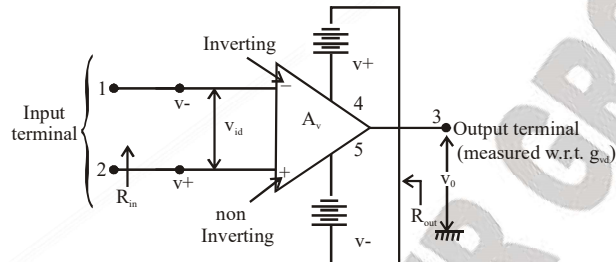 Inverting
v+
1
v-
−
4
Input
terminal
v_id
A_v
3
Output terminal
(measured w.r.t. g_vd)
5
2
v+
+
R_in
non
Inverting
v-
R_out
v_0